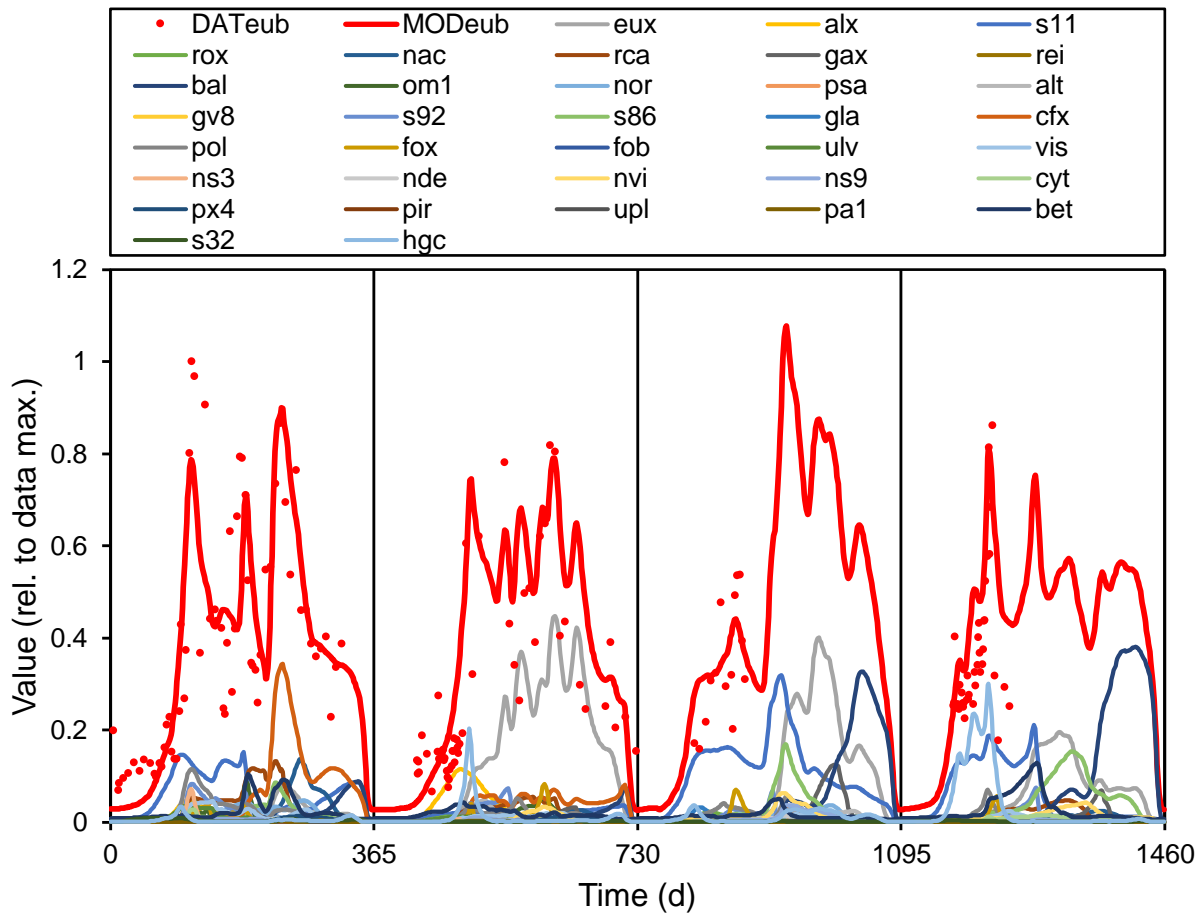 DATeub MODeub eux alx s11
rox nac rca gax rei
bal om1 nor psa alt
gv8 s92 s86 gla cfx
pol fox fob ulv vis
ns3 nde nvi ns9 cyt
px4 pir upl pa1 bet
s32 hgc
1.2
1
0.8
0.6
0.4
0.2
0
Value (rel. to data max.)
0 365 730 1095 1460
Time (d)